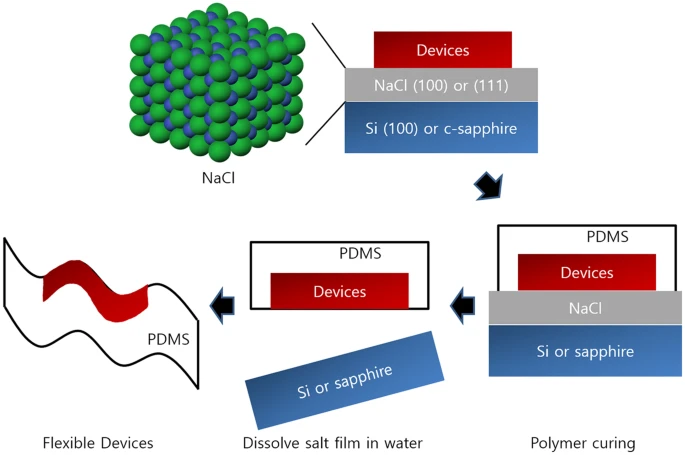 Devices
NaCl (100) or (111)
Si (100) or c-sapphire
NaCl
PDMS
Devices
NaCl
Si or sapphire
Polymer curing
PDMS
Devices
Si or sapphire
Dissolve salt film in water
PDMS
Flexible Devices